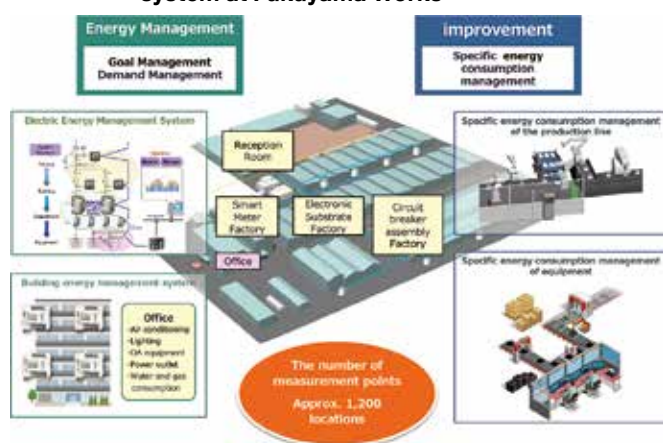 system at Fukuyama Works
Energy Management
Goal Management
Demand Management
improvement
Specific energy
consumption
management
Electric Energy Management System
Reception
Room
Smart
Meter
Factory
Electronic
Substrate
Factory
Circuit
breaker
assembly
Factory
Office
Specific energy consumption management
of the production line
Building energy management system
Office
-Air conditioning
-Lighting
-OA equipment
-Power outlet
-Water and gas
consumption
Specific energy consumption management
of equipment
The number of
measurement points
Approx. 1,200
locations